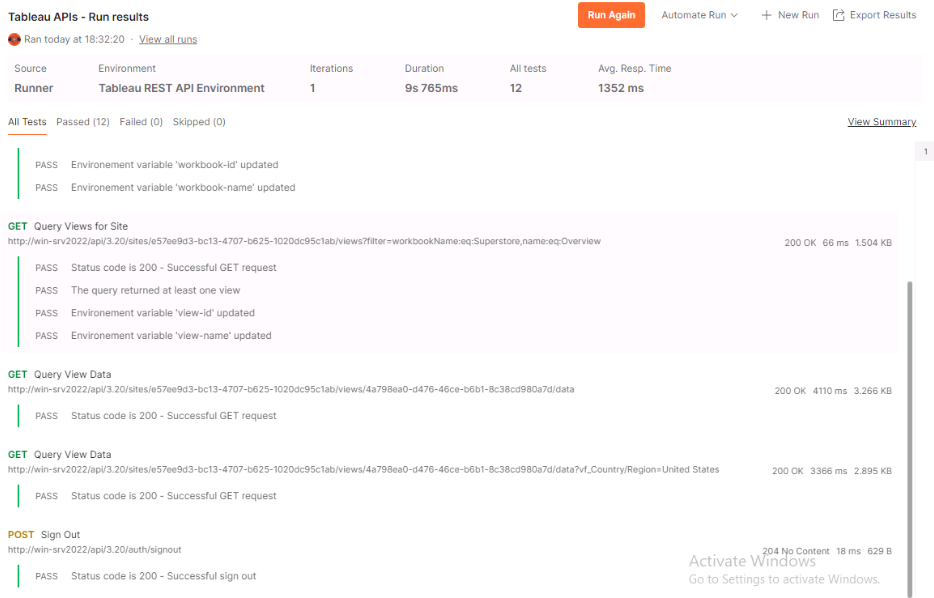 Tableau APIs - Run results
Run Again
Automate Run
New Run
Export Results
Ran today at 18:32:20 · View all runs
Source Environment Iterations Duration All tests Avg. Resp. Time
Runner Tableau REST API Environment 1 9s 765ms 12 1352 ms
All Tests Passed (12) Failed (0) Skipped (0) View Summary
1
PASS Environement variable 'workbook-id' updated
PASS Environement variable 'workbook-name' updated
GET Query Views for Site
http://win-srv2022/api/3.20/sites/e57ee9d3-bc13-4707-b625-1020dc95c1ab/views?filter=workbookName:eq:Superstore,name:eq:Overview
200 OK 66 ms 1.504 KB
PASS Status code is 200 - Successful GET request
PASS The query returned at least one view
PASS Environement variable 'view-id' updated
PASS Environement variable 'view-name' updated
GET Query View Data
http://win-srv2022/api/3.20/sites/e57ee9d3-bc13-4707-b625-1020dc95c1ab/views/4a798ea0-d476-46ce-b6b1-8c38cd980a7d/data
200 OK 4110 ms 3.266 KB
PASS Status code is 200 - Successful GET request
GET Query View Data
http://win-srv2022/api/3.20/sites/e57ee9d3-bc13-4707-b625-1020dc95c1ab/views/4a798ea0-d476-46ce-b6b1-8c38cd980a7d/data?vf_Country/Region=United States
200 OK 3366 ms 2.895 KB
PASS Status code is 200 - Successful GET request
POST Sign Out
http://win-srv2022/api/3.20/auth/signout
204 No Content 18 ms 629 B
PASS Status code is 200 - Successful sign out
Activate Windows
Go to Settings to activate Windows.